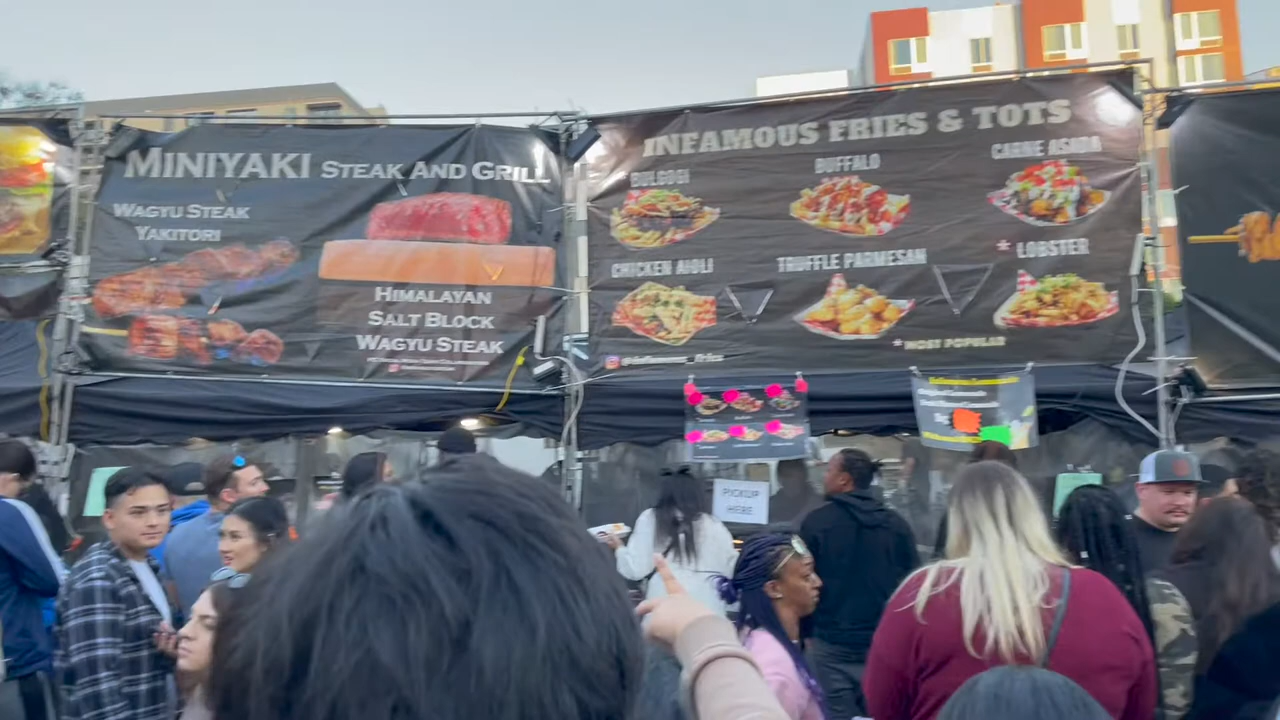 MINIYAKI STEAK AND GRILL
WAGYU STEAK
YAKITORI
HIMALAYAN
SALT BLOCK
WAGYU STEAK
INFAMOUS FRIES & TOTS
BULGOGI
BUFFALO
CARNE ASADA
CHICKEN AIOLI
TRUFFLE PARMESAN
* LOBSTER
*MOST POPULAR
PICKUP
HERE